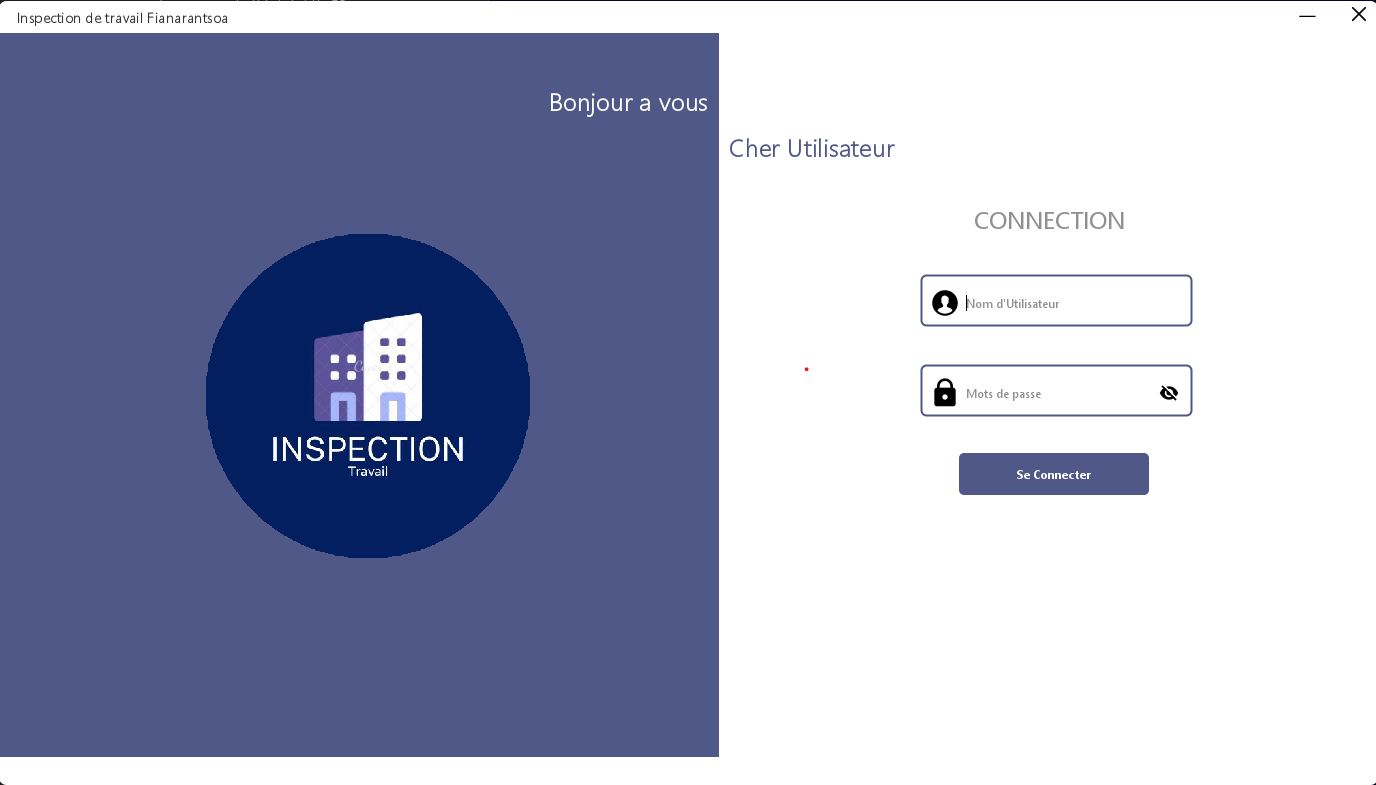 Inspection de travail Fianarantsoa
Bonjour a vous
Cher Utilisateur
CONNECTION
Nom d'Utilisateur
Mots de passe
Se Connecter
INSPECTION
Travail